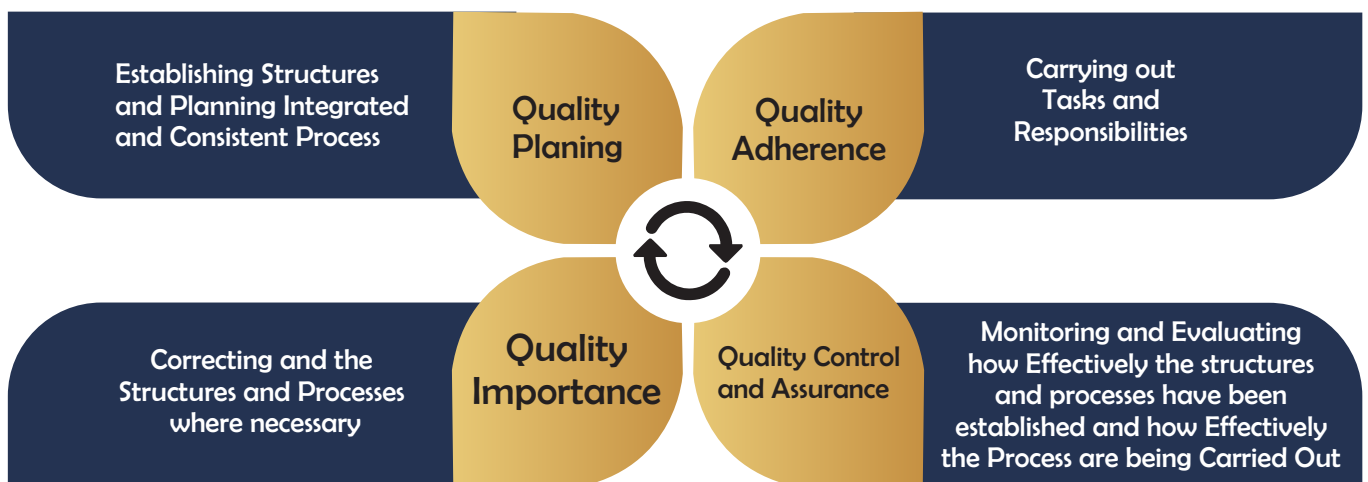 Establishing Structures
and Planning Integrated
and Consistent Process
Quality
Planing
Quality
Adherence
Carrying out
Tasks and
Responsibilities
Correcting and the
Structures and Processes
where necessary
Quality
Importance
Quality Control
and Assurance
Monitoring and Evaluating
how Effectively the structures
and processes have been
established and how Effectively
the Process are being Carried Out